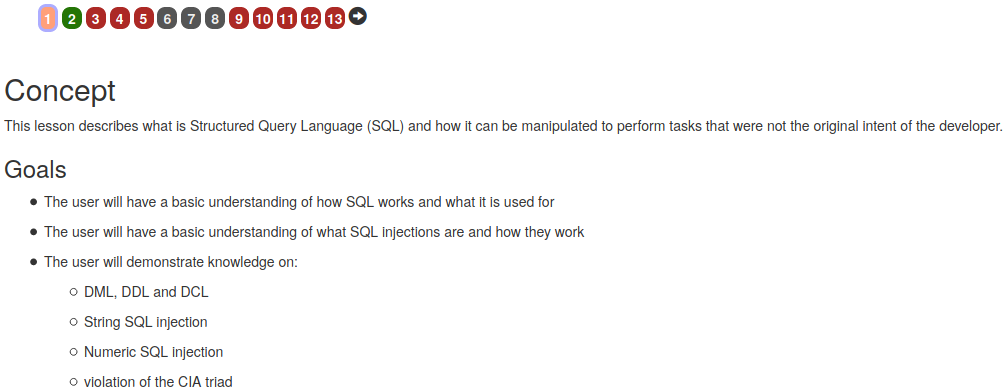 1 2 3 4 5 6 7 8 9 10 11 12 13
Concept
This lesson describes what is Structured Query Language (SQL) and how it can be manipulated to perform tasks that were not the original intent of the developer.
Goals
The user will have a basic understanding of how SQL works and what it is used for
The user will have a basic understanding of what SQL injections are and how they work
The user will demonstrate knowledge on:
DML, DDL and DCL
String SQL injection
Numeric SQL injection
violation of the CIA triad